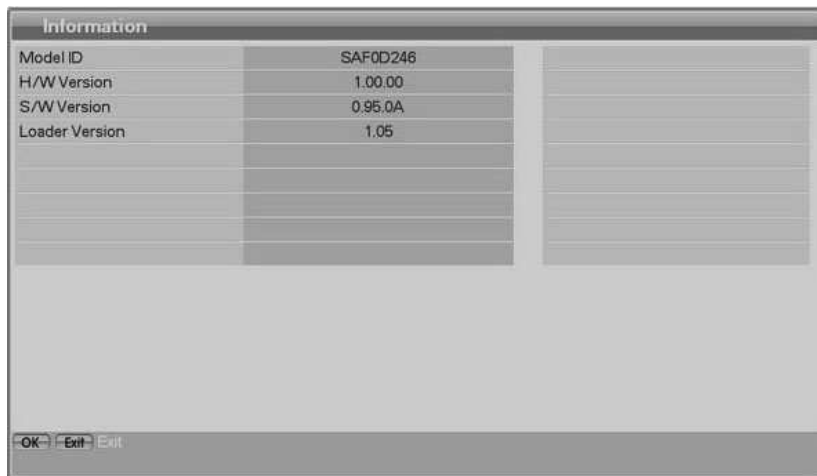 Information
Model ID SAF0D246
H/W Version 1.00.00
S/W Version 0.95.0A
Loader Version 1.05
OK Exit Exit